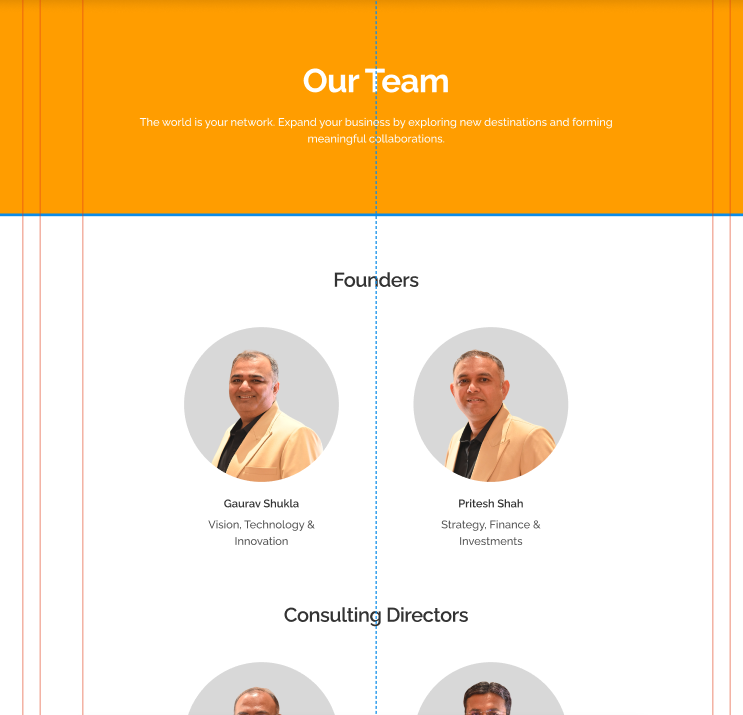 Our Team
The world is your network. Expand your business by exploring new destinations and forming
meaningful collaborations.
Founders
Gaurav Shukla
Vision, Technology &
Innovation
Pritesh Shah
Strategy, Finance &
Investments
Consulting Directors